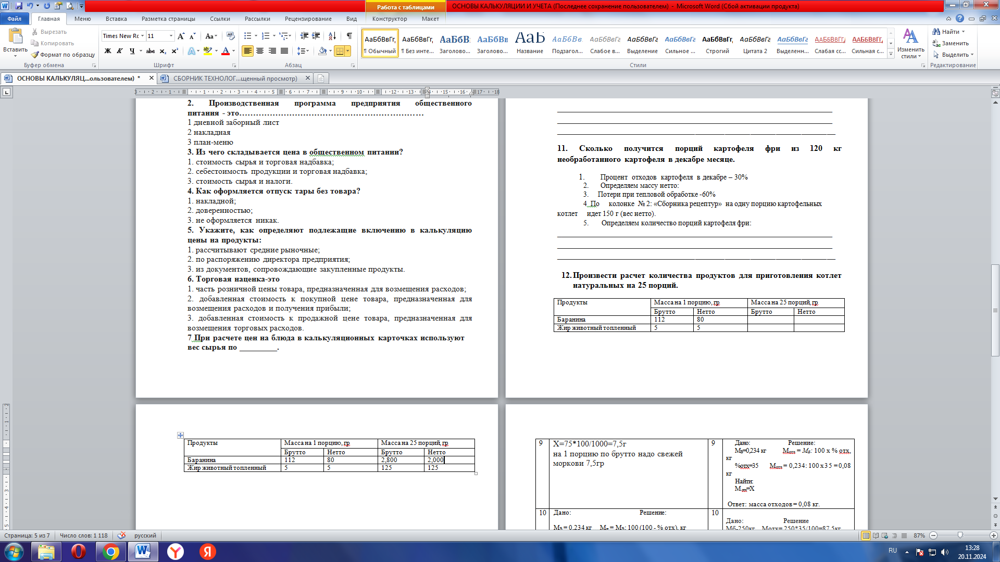 Работа с таблицами
ОСНОВЫ КАЛЬКУЛЯЦИИ И УЧЕТА (Последнее сохранение пользователем) - Microsoft Word (Сбой активации продукта)
Файл Главная Меню Вставка Разметка страницы Ссылки Рассылки Рецензирование Вид Конструктор Макет
Вставить
Вырезать
Копировать
Формат по образцу
Буфер обмена
Times New Rc 11
Шрифт
Абзац
АаБбВвГг, АаБбВвГг, АаБбВ АаБбВв АаБ АаБбВв. АаБбВвГг АаБбВвГг АаБбВвГг АаБбВвГг, АаБбВвГг АаБбВвГг ААББВВГГ, ААББВВГГ,
¶ Обычный ¶ Без инте... Заголово... Заголово... Название Подзагол... Слабое в... Выделение Сильное ... Строгий Цитата 2 Выделенн... Слабая сс... Сильная с...
Стили
Изменить стили
Найти
Заменить
Выделить
Редактирование
ОСНОВЫ КАЛЬКУЛЯЦ...ользователем) *
СБОРНИК ТЕХНОЛОГ...щенный просмотр)
2. Производственная программа предприятия общественного
питания - это……………………………………………………………
1 дневной заборный лист
2 накладная
3 план-меню
3. Из чего складывается цена в общественном питании?
1. стоимость сырья и торговая надбавка;
2. себестоимость продукции и торговая надбавка;
3. стоимость сырья и налоги.
4. Как оформляется отпуск тары без товара?
1. накладной;
2. доверенностью;
3. не оформляется никак.
5. Укажите, как определяют подлежащие включению в калькуляцию
цены на продукты:
1. рассчитывают средние рыночные;
2. по распоряжению директора предприятия;
3. из документов, сопровождающие закупленные продукты.
6. Торговая наценка-это
1. часть розничной цены товара, предназначенная для возмещения расходов;
2. добавленная стоимость к покупной цене товара, предназначенная для
возмещения расходов и получения прибыли;
3. добавленная стоимость к продажной цене товара, предназначенная для
возмещения торговых расходов.
7 При расчете цен на блюда в калькуляционных карточках используют
вес сырья по _________.
11. Сколько получится порций картофеля фри из 120 кг
необработанного картофеля в декабре месяце.
1. Процент отходов картофеля в декабре – 30%
2. Определяем массу нетто:
3. Потери при тепловой обработке -60%
4 По колонке № 2: «Сборника рецептур» на одну порцию картофельных
котлет идет 150 г (вес нетто).
5. Определяем количество порций картофеля фри:
12. Произвести расчет количества продуктов для приготовления котлет
натуральных на 25 порций.
Продукты Масса на 1 порцию, гр Масса на 25 порций, гр
Брутто Нетто Брутто Нетто
Баранина 112 80
Жир животный топленный 5 5
Продукты Масса на 1 порцию, гр Масса на 25 порций, гр
Брутто Нетто Брутто Нетто
Баранина 112 80 2,800 2,000
Жир животный топленный 5 5 125 125
9 Х=75*100/1000=7,5г
на 1 порцию по брутто надо свежей
моркови 7,5гр
9 Дано: Решение:
МБ=0,234 кг Мотх = МБ: 100 х % отх,
кг
%отх=35 Мотх = 0,234: 100 х35 =0,08
кг
Найти:
Мотх=Х
Ответ: масса отходов = 0,08 кг.
10 Дано: Решение:
МБ = 0,234 кг Мн = МБ: 100 (100 - % отх), кг
10 Дано: Решение
Мб-250кг Мотх= 250*35/100=87,5кг
Страница: 5 из 7 Число слов: 1 118 русский 87%
RU 13:28
20.11.2024